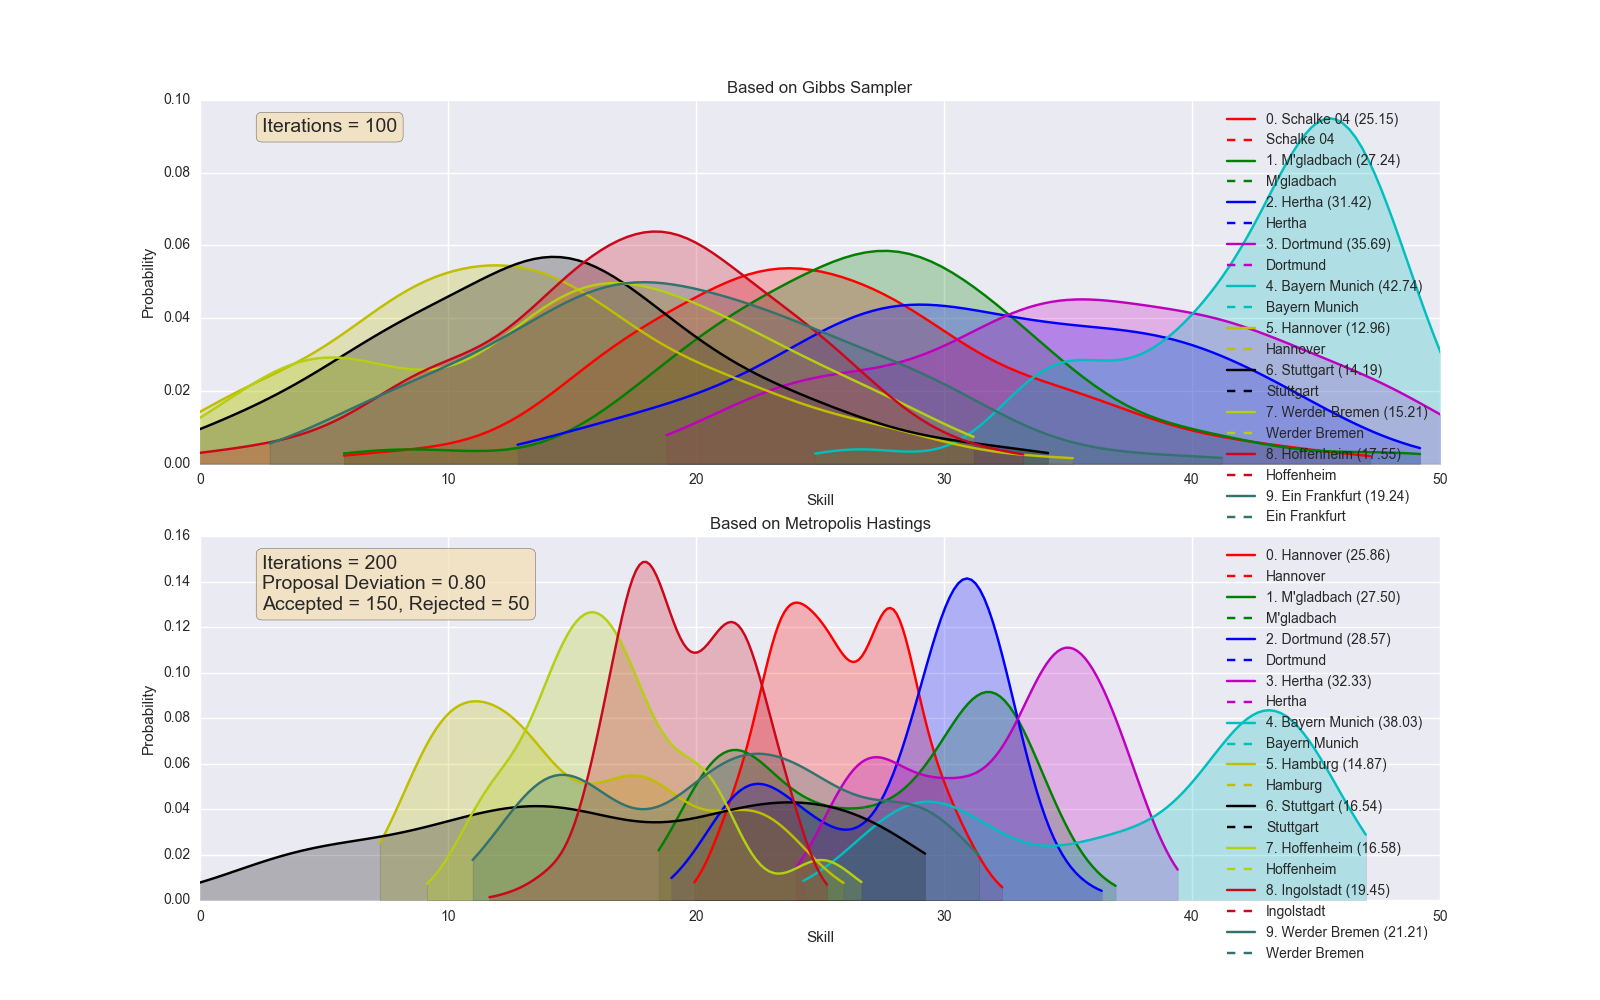 Based on Gibbs Sampler
Iterations = 100
0.10
0.08
0.06
0.04
0.02
0.00
Probability
0 10 20 30 40 50
Skill
0. Schalke 04 (25.15)
Schalke 04
1. M'gladbach (27.24)
M'gladbach
2. Hertha (31.42)
Hertha
3. Dortmund (35.69)
Dortmund
4. Bayern Munich (42.74)
Bayern Munich
5. Hannover (12.96)
Hannover
6. Stuttgart (14.19)
Stuttgart
7. Werder Bremen (15.21)
Werder Bremen
8. Hoffenheim (17.55)
Hoffenheim
9. Ein Frankfurt (19.24)
Ein Frankfurt
Based on Metropolis Hastings
Iterations = 200
Proposal Deviation = 0.80
Accepted = 150, Rejected = 50
0.16
0.14
0.12
0.10
0.08
0.06
0.04
0.02
0.00
Probability
0 10 20 30 40 50
Skill
0. Hannover (25.86)
Hannover
1. M'gladbach (27.50)
M'gladbach
2. Dortmund (28.57)
Dortmund
3. Hertha (32.33)
Hertha
4. Bayern Munich (38.03)
Bayern Munich
5. Hamburg (14.87)
Hamburg
6. Stuttgart (16.54)
Stuttgart
7. Hoffenheim (16.58)
Hoffenheim
8. Ingolstadt (19.45)
Ingolstadt
9. Werder Bremen (21.21)
Werder Bremen